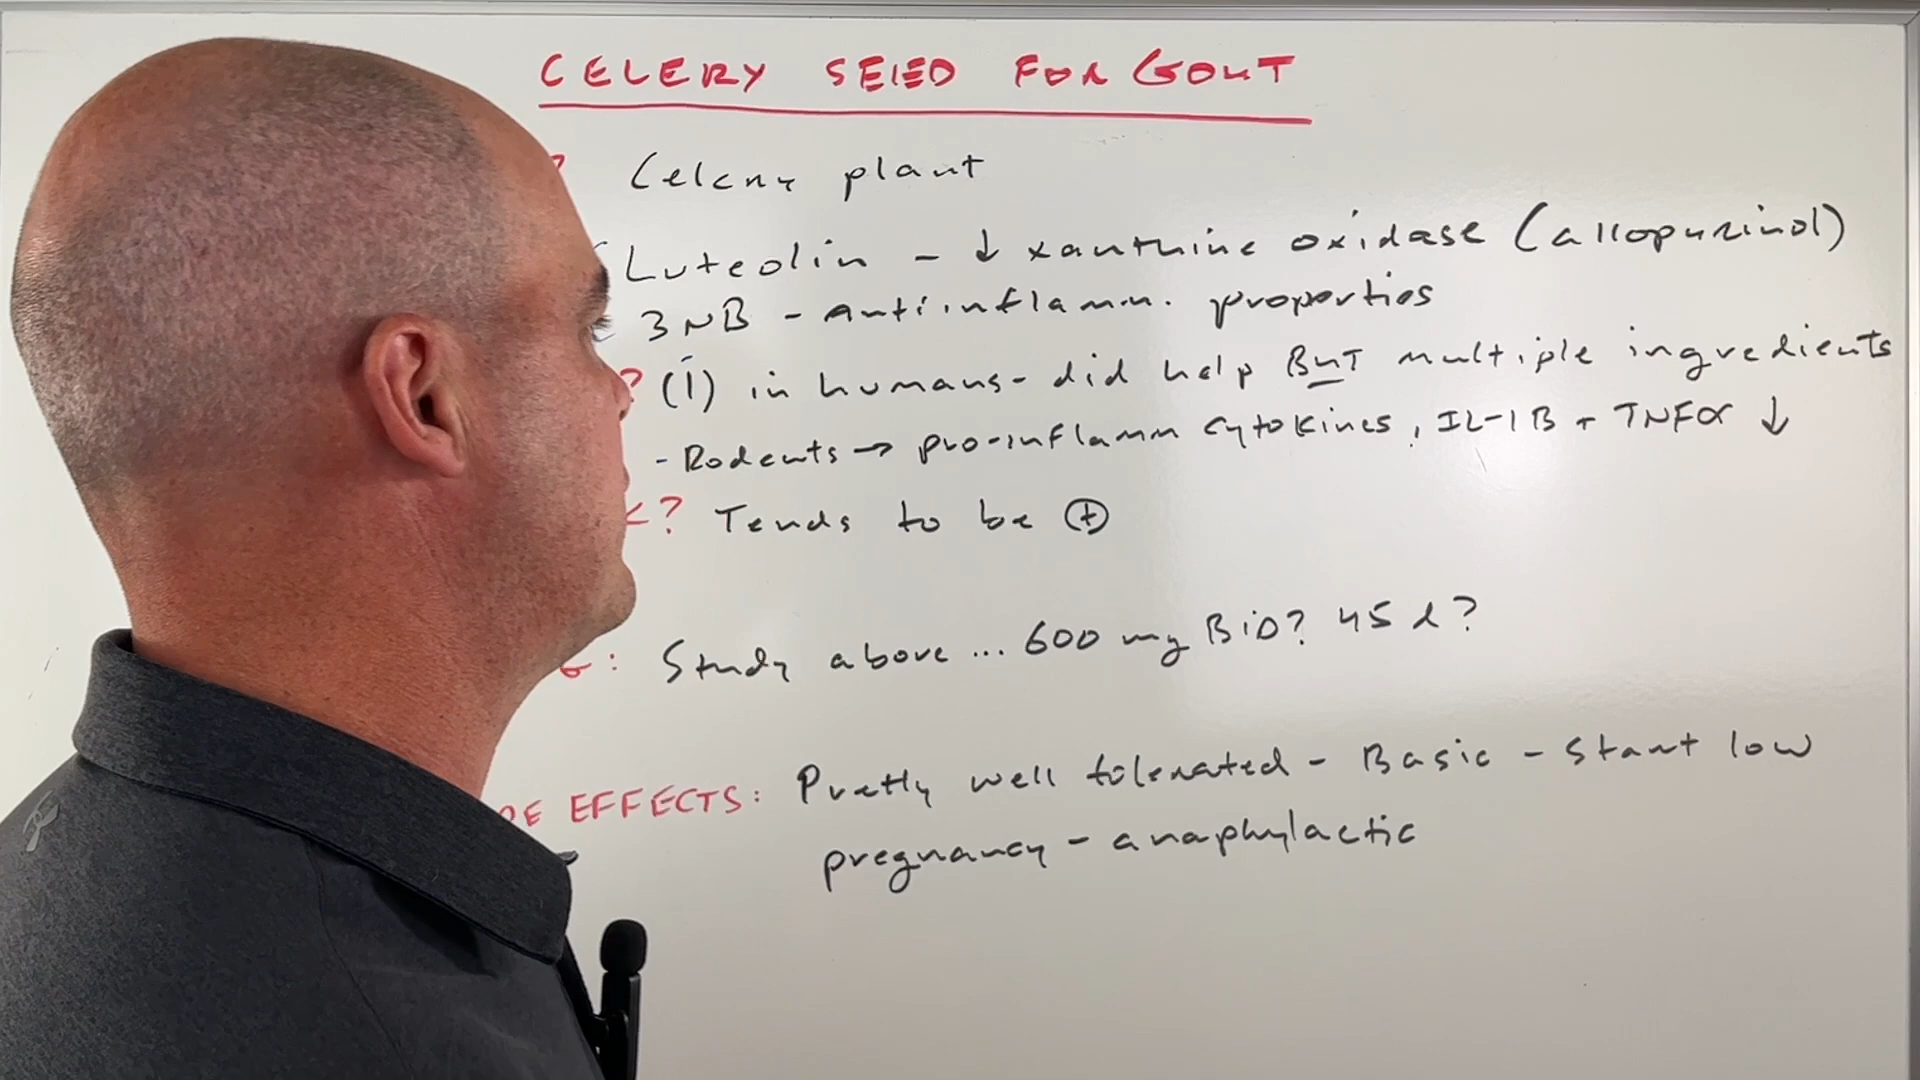 CELERY SEED FOR GOUT
? Celery plant
Luteolin - ↓ xanthine oxidase (allopurinol)
3NB - antiinflamm. properties
? (1) in humans - did help BUT multiple ingredients
- Rodents → pro-inflamm cytokines, IL-1B + TNFα ↓
? Tends to be ⊕
G: Study above ... 600 mg BID? 45 d?
DE EFFECTS: Pretty well tolerated - Basic - Start low
pregnancy - anaphylactic